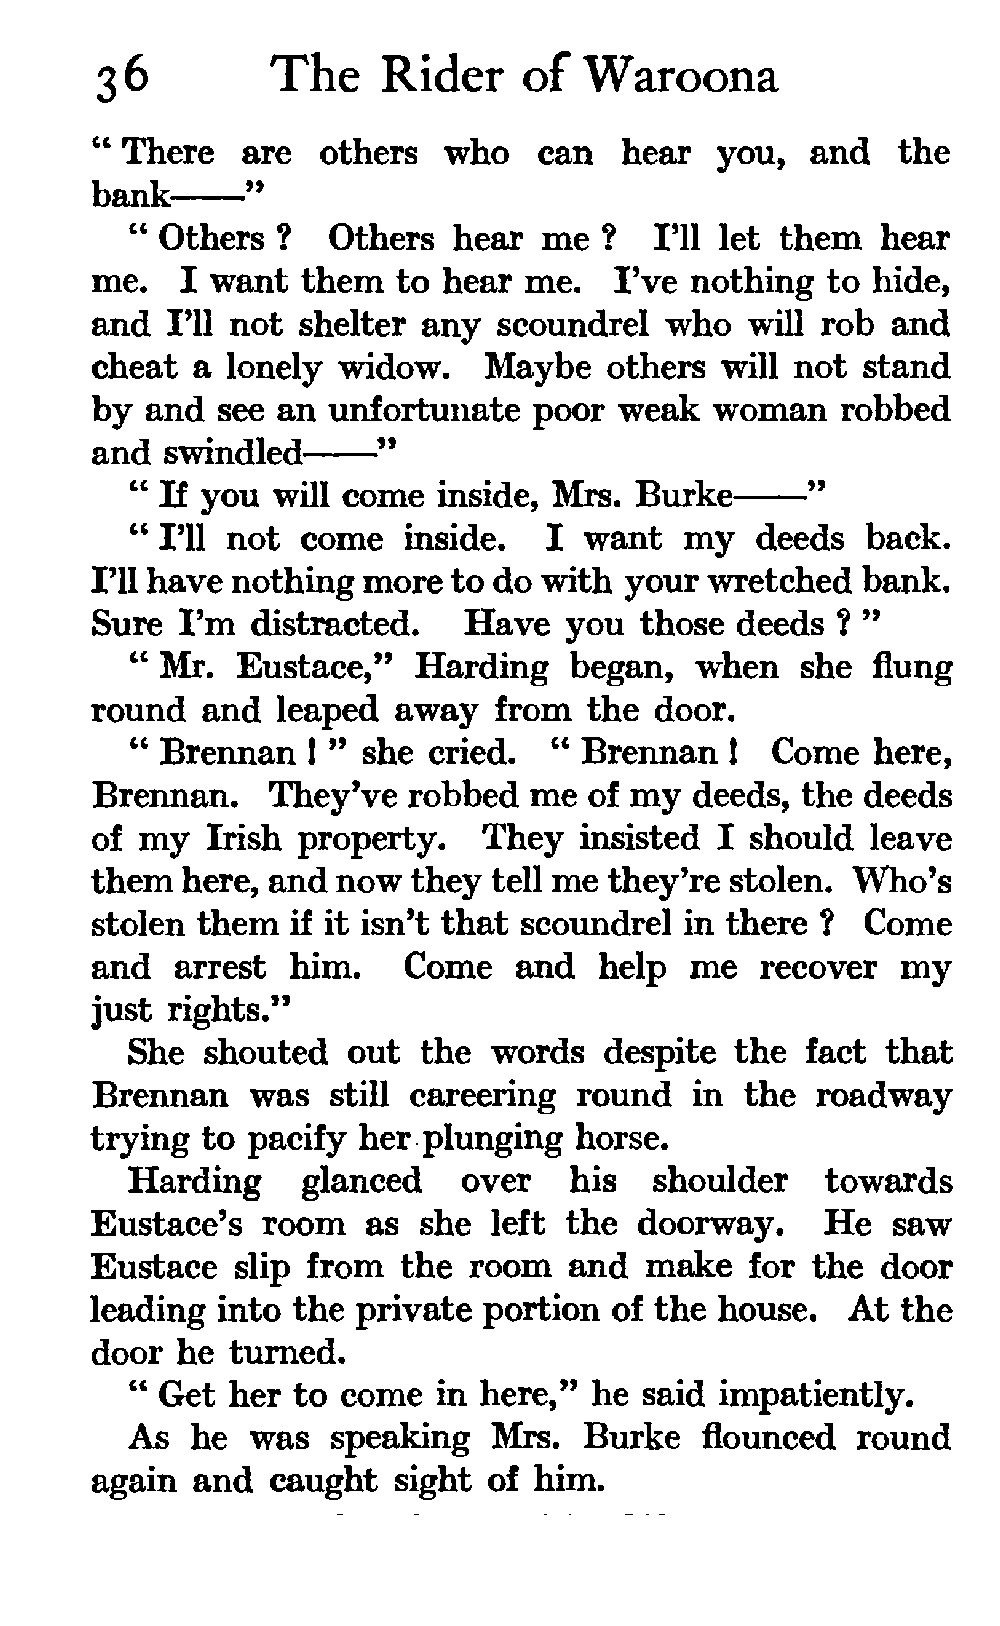 36 The Rider of Waroona
“ There are others who can hear you, and the
bank——”
“ Others ? Others hear me ? I’ll let them hear
me. I want them to hear me. I’ve nothing to hide,
and I’ll not shelter any scoundrel who will rob and
cheat a lonely widow. Maybe others will not stand
by and see an unfortunate poor weak woman robbed
and swindled——”
“ If you will come inside, Mrs. Burke——”
“ I’ll not come inside. I want my deeds back.
I’ll have nothing more to do with your wretched bank.
Sure I’m distracted. Have you those deeds ? ”
“ Mr. Eustace,” Harding began, when she flung
round and leaped away from the door.
“ Brennan ! ” she cried. “ Brennan ! Come here,
Brennan. They’ve robbed me of my deeds, the deeds
of my Irish property. They insisted I should leave
them here, and now they tell me they’re stolen. Who’s
stolen them if it isn’t that scoundrel in there ? Come
and arrest him. Come and help me recover my
just rights.”
She shouted out the words despite the fact that
Brennan was still careering round in the roadway
trying to pacify her plunging horse.
Harding glanced over his shoulder towards
Eustace’s room as she left the doorway. He saw
Eustace slip from the room and make for the door
leading into the private portion of the house. At the
door he turned.
“ Get her to come in here,” he said impatiently.
As he was speaking Mrs. Burke flounced round
again and caught sight of him.